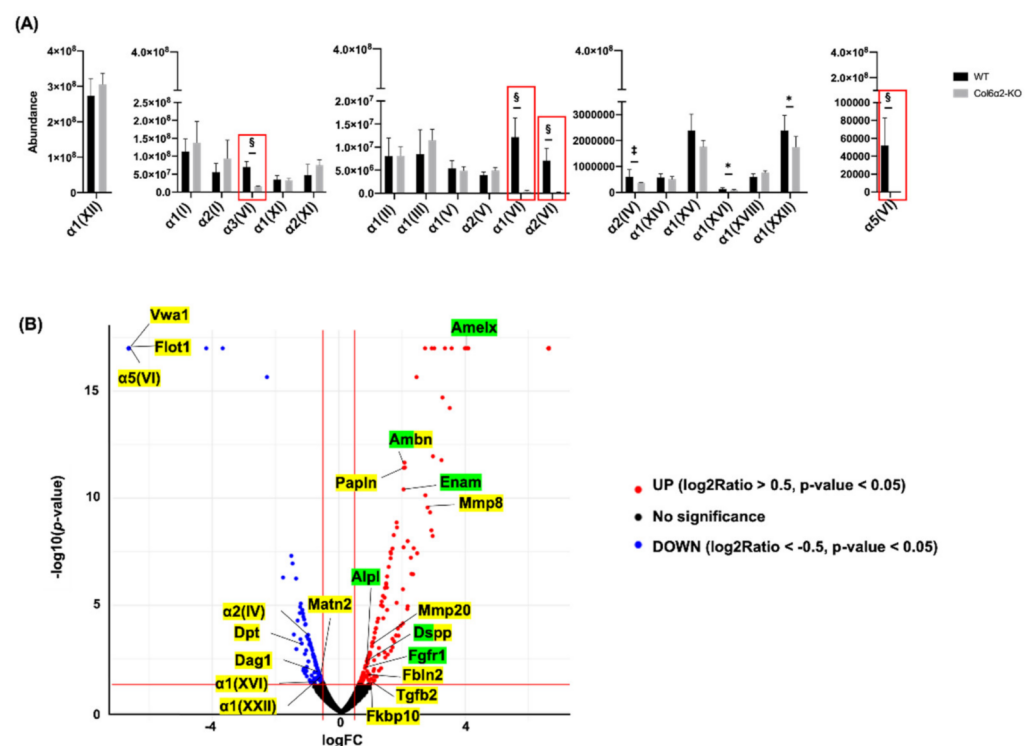 (A)
Abundance
4.0×10⁸
3×10⁸
2×10⁸
1×10⁸
0
α1(XII)
4.0×10⁸
2.5×10⁸
2.0×10⁸
1.5×10⁸
1.0×10⁸
5.0×10⁷
0.0
§
α1(I)
α2(I)
α3(VI)
α1(XI)
α2(XI)
4.0×10⁸
2.0×10⁷
1.5×10⁷
1.0×10⁷
5.0×10⁶
0.0
§
§
α1(II)
α1(III)
α1(V)
α2(V)
α1(VI)
α2(VI)
4.0×10⁸
3000000
2000000
1000000
0
‡
*
*
α2(IV)
α1(XIV)
α1(XV)
α1(XVI)
α1(XVIII)
α1(XXII)
4.0×10⁸
3.0×10⁸
2.0×10⁸
100000
80000
60000
40000
20000
0
§
α5(VI)
WT
Col6α2-KO
(B)
Vwa1
Flot1
α5(VI)
Amelx
15
Ambn
Papln
Enam
10
Mmp8
-log10(p-value)
Alpl
5
α2(IV)
Matn2
Mmp20
Dpt
Dspp
Dag1
Fgfr1
α1(XVI)
Fbln2
α1(XXII)
Tgfb2
Fkbp10
0
-4
0
4
logFC
UP (log2Ratio > 0.5, p-value < 0.05)
No significance
DOWN (log2Ratio < -0.5, p-value < 0.05)